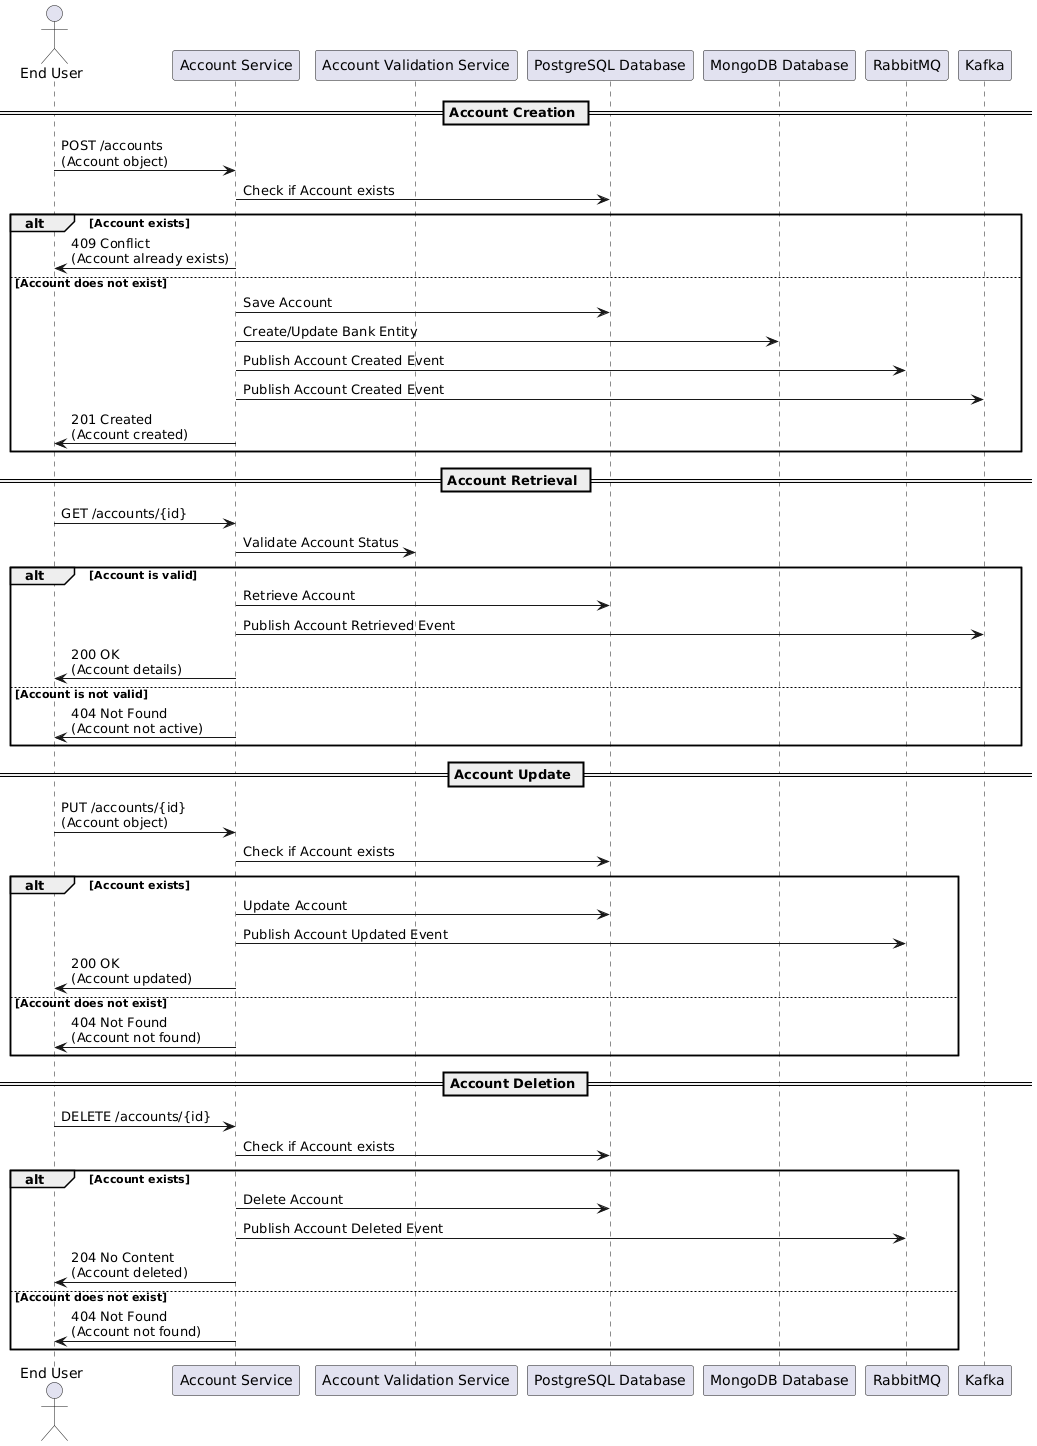 End User
Account Service
Account Validation Service
PostgreSQL Database
MongoDB Database
RabbitMQ
Kafka
Account Creation
POST /accounts
(Account object)
Check if Account exists
alt
[Account exists]
409 Conflict
(Account already exists)
[Account does not exist]
Save Account
Create/Update Bank Entity
Publish Account Created Event
Publish Account Created Event
201 Created
(Account created)
Account Retrieval
GET /accounts/{id}
Validate Account Status
alt
[Account is valid]
Retrieve Account
Publish Account Retrieved Event
200 OK
(Account details)
[Account is not valid]
404 Not Found
(Account not active)
Account Update
PUT /accounts/{id}
(Account object)
Check if Account exists
alt
[Account exists]
Update Account
Publish Account Updated Event
200 OK
(Account updated)
[Account does not exist]
404 Not Found
(Account not found)
Account Deletion
DELETE /accounts/{id}
Check if Account exists
alt
[Account exists]
Delete Account
Publish Account Deleted Event
204 No Content
(Account deleted)
[Account does not exist]
404 Not Found
(Account not found)
End User
Account Service
Account Validation Service
PostgreSQL Database
MongoDB Database
RabbitMQ
Kafka